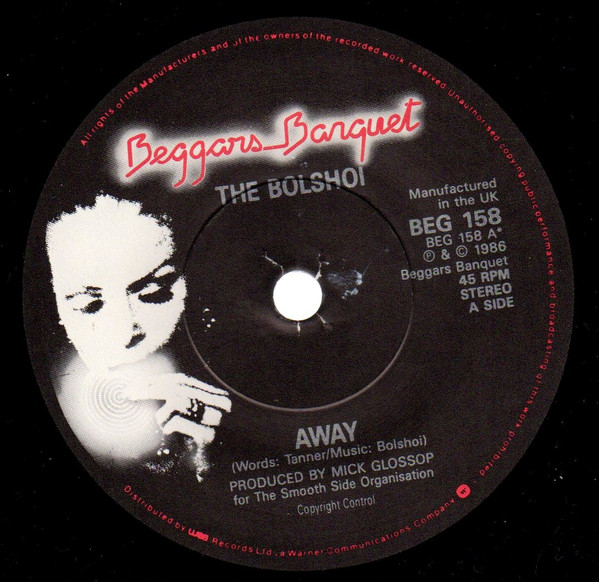 All rights of the Manufacturers and of the owners of the recorded work reserved. Unauthorised copying public performance and broadcasting of this work prohibited.
Beggars Banquet
THE BOLSHOI
Manufactured
in the UK
BEG 158
BEG 158 A*
Ⓟ & © 1986
Beggars Banquet
45 RPM
STEREO
A SIDE
AWAY
(Words: Tanner/Music: Bolshoi)
PRODUCED BY MICK GLOSSOP
for The Smooth Side Organisation
Copyright Control
Distributed by wea Records Ltd., a Warner Communications Company